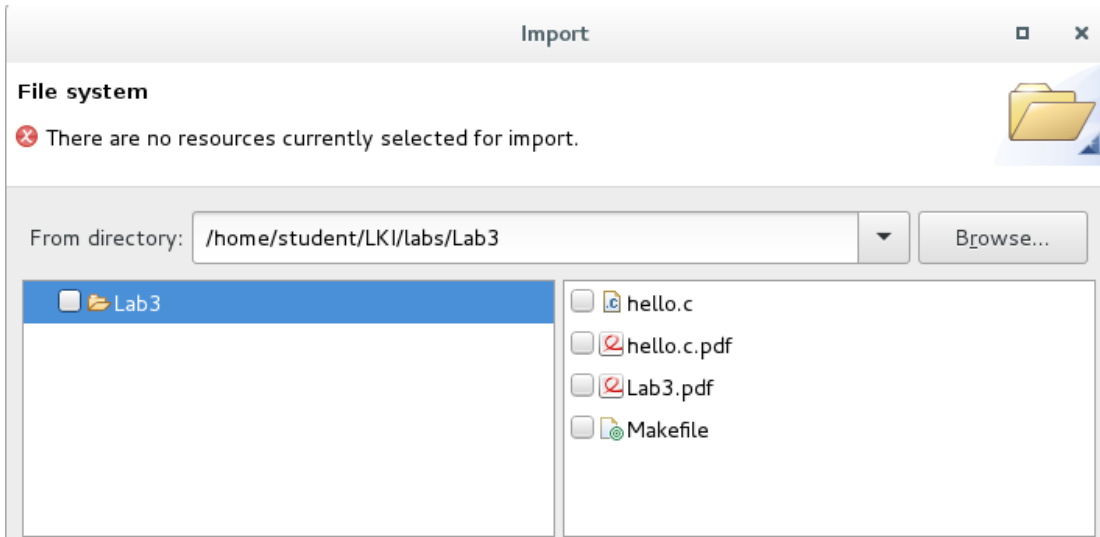 Import
File system
There are no resources currently selected for import.
From directory: /home/student/LKI/labs/Lab3 Browse...
Lab3 hello.c
hello.c.pdf
Lab3.pdf
Makefile